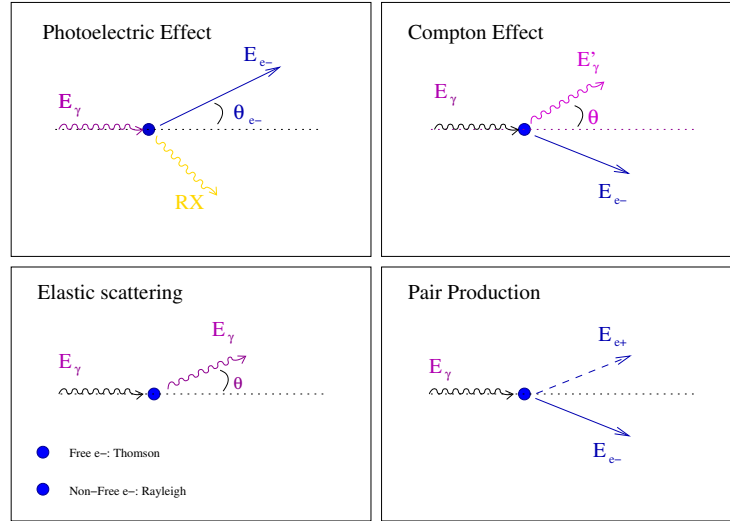 Photoelectric Effect
E e−
E γ
θ e−
RX
Compton Effect
E'γ
E γ
θ
E e−
Elastic scattering
E γ
E γ
θ
Free e−: Thomson
Non−Free e−: Rayleigh
Pair Production
E e+
E γ
E e−